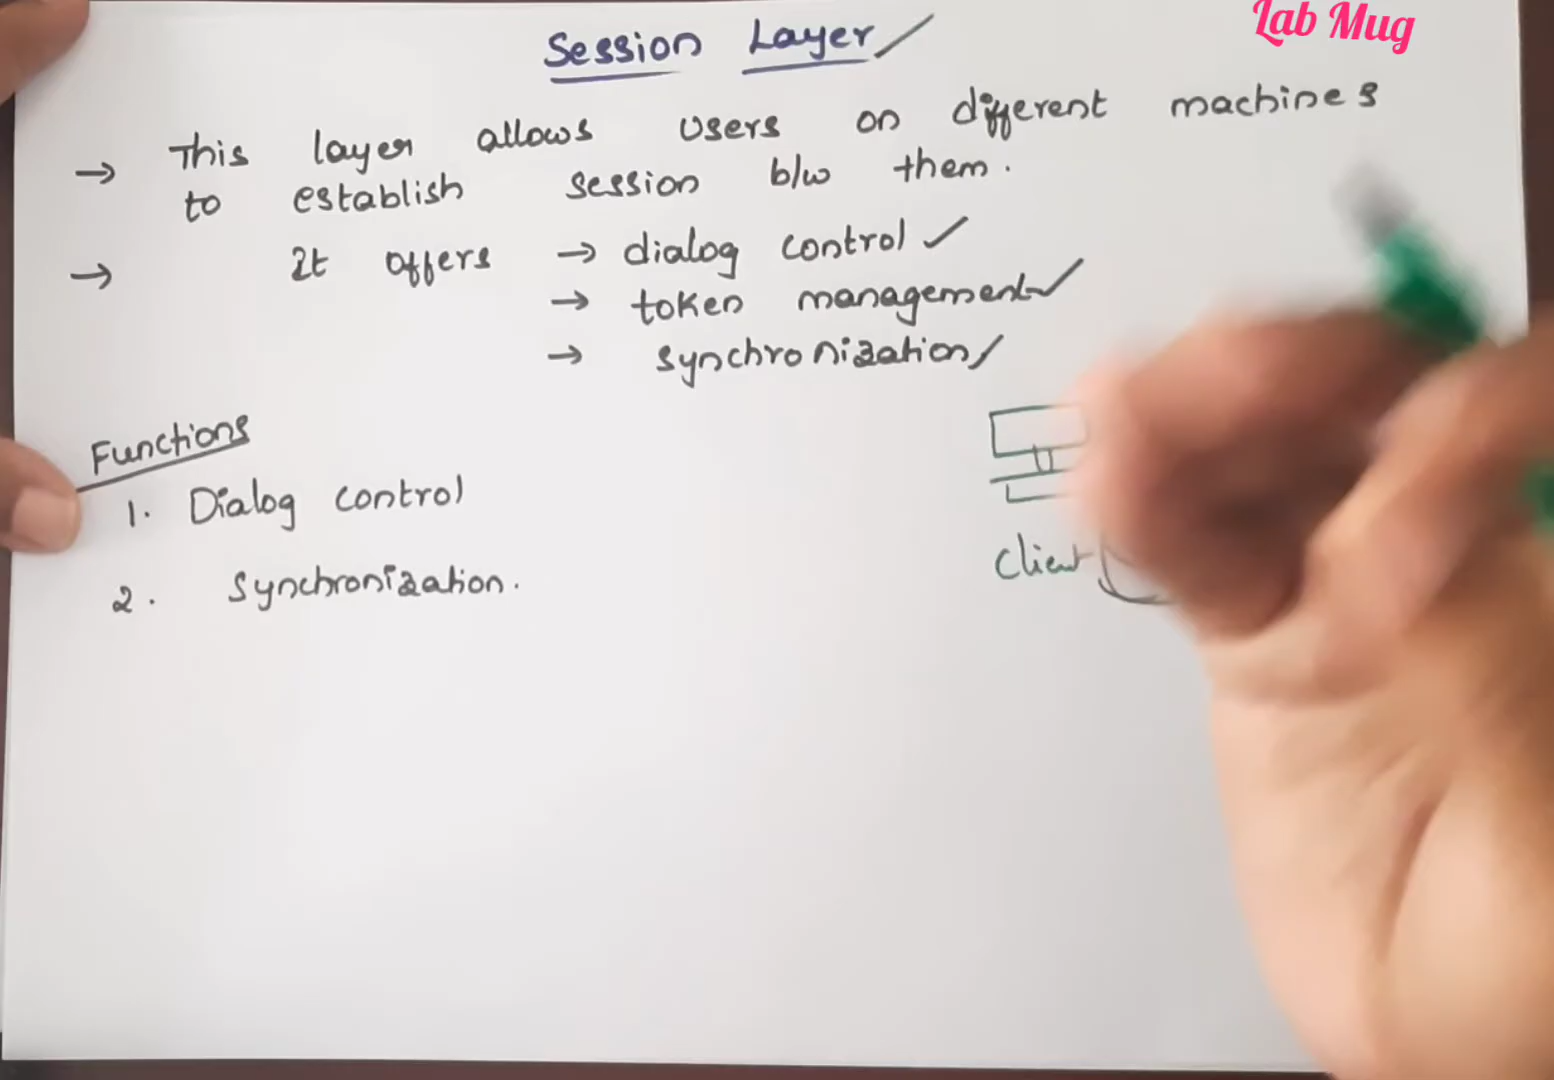 Lab Mug
Session Layer
→ This layer allows users on different machines
to establish session b/w them.
→ It offers → dialog control ✓
→ token management ✓
→ synchronization
Functions
1. Dialog control
2. Synchronization.
Client